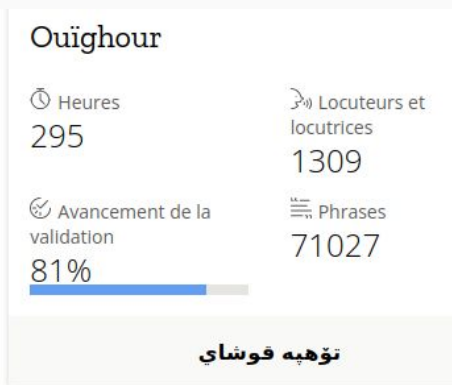 Ouïghour
Heures
295
Locuteurs et
locutrices
1309
Avancement de la
validation
81%
Phrases
71027
تۆھپە قوشاي